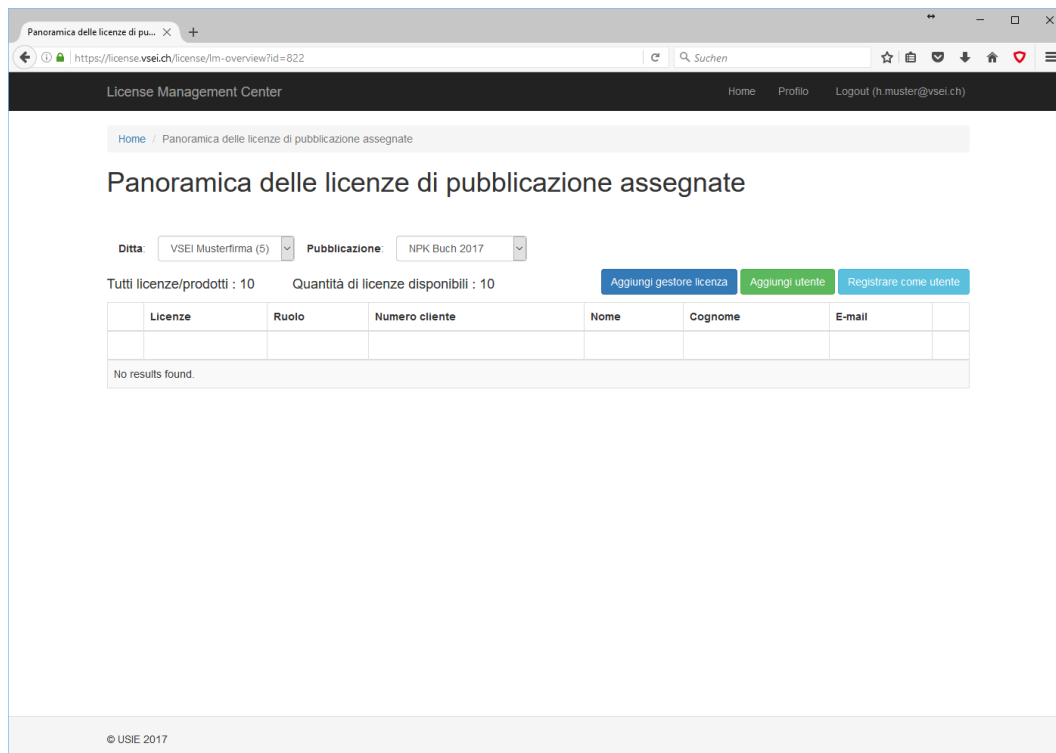 Panoramica delle licenze di pu...
https://license.vsei.ch/license/lm-overview?id=822 Suchen
License Management Center Home Profilo Logout (h.muster@vsei.ch)
Home / Panoramica delle licenze di pubblicazione assegnate
Panoramica delle licenze di pubblicazione assegnate
Ditta: VSEI Musterfirma (5) Pubblicazione: NPK Buch 2017
Tutti licenze/prodotti : 10 Quantità di licenze disponibili : 10 Aggiungi gestore licenza Aggiungi utente Registrare come utente
Licenze Ruolo Numero cliente Nome Cognome E-mail
No results found.
© USIE 2017